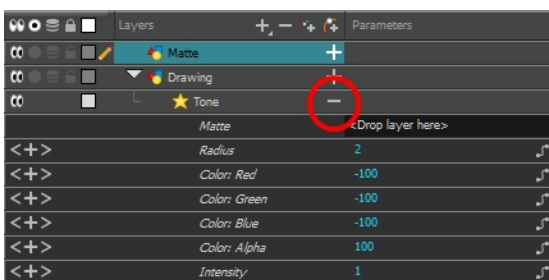 Layers Parameters
Matte
Drawing
Tone
Matte <Drop layer here>
Radius 2
Color: Red -100
Color: Green -100
Color: Blue -100
Color: Alpha 100
Intensity 1